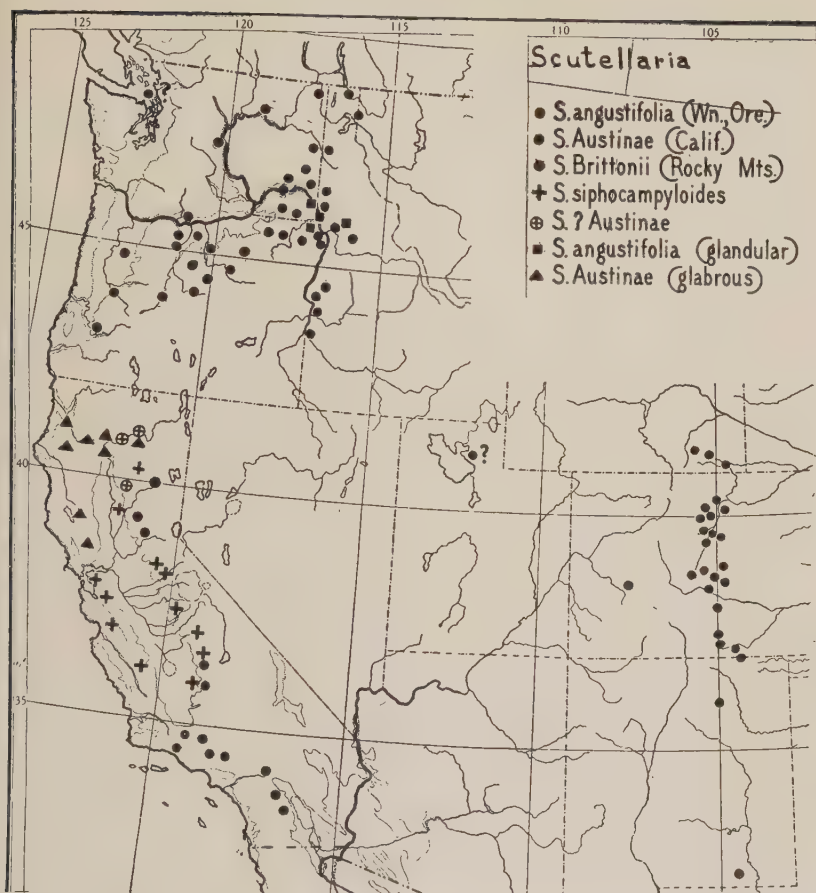 125
120
115
110
105
Scutellaria
S. angustifolia (Wn., Ore.)
S. Austinae (Calif.)
S. Brittonii (Rocky Mts.)
S. siphocampyloides
S. ? Austinae
S. angustifolia (glandular)
S. Austinae (glabrous)
45
40
?
35